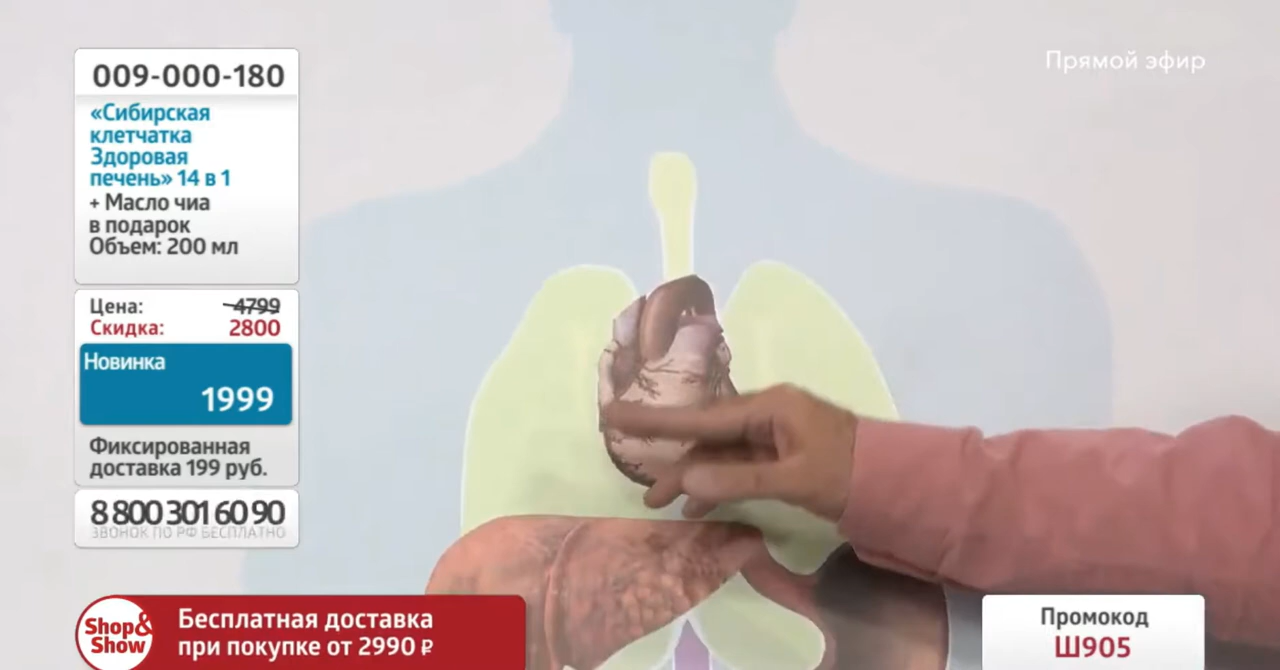 009-000-180
«Сибирская
клетчатка
Здоровая
печень» 14 в 1
+ Масло чиа
в подарок
Объем: 200 мл
Цена: 4799
Скидка: 2800
Новинка
1999
Фиксированная
доставка 199 руб.
8 800 301 60 90
ЗВОНОК ПО РФ БЕСПЛАТНО
Shop&
Show
Бесплатная доставка
при покупке от 2990 ₽
Прямой эфир
Промокод
Ш905